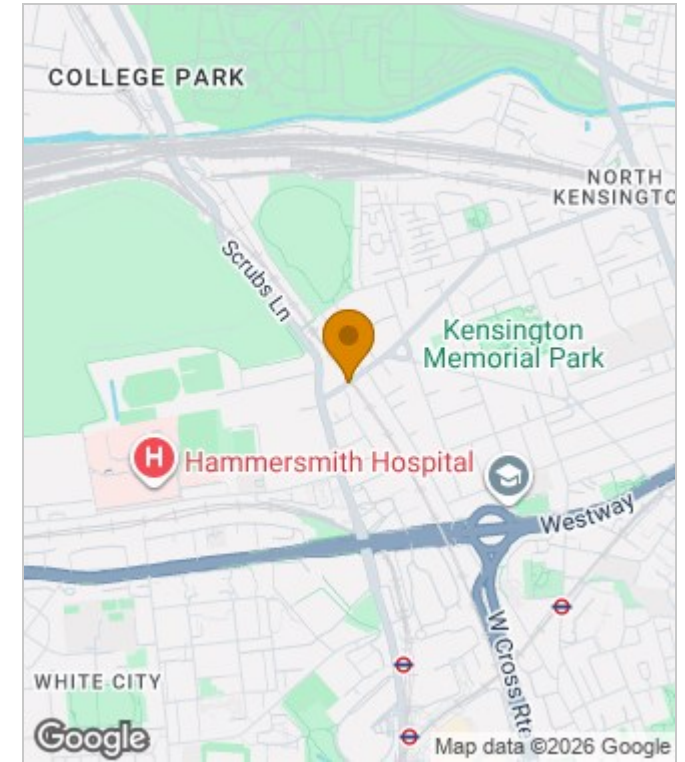 COLLEGE PARK
NORTH
KENSINGTC
Scrubs Ln
Kensington
Memorial Park
H
Hammersmith Hospital
Westway
W Cross Rte
WHITE CITY
Google
Map data ©2026 Google